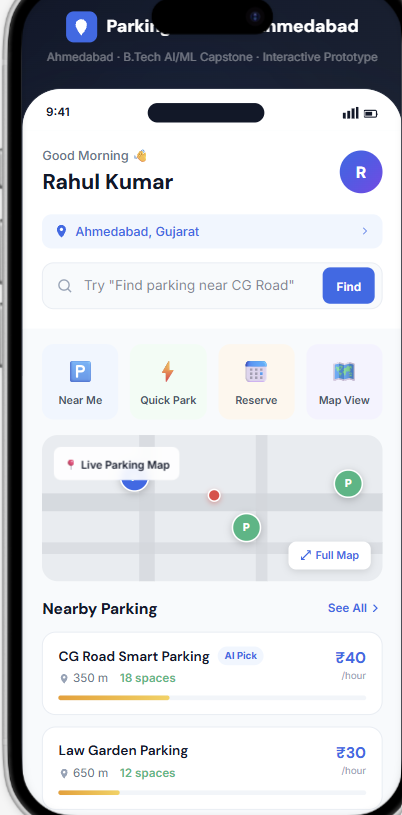 Parking
Ahmedabad · B.Tech AI/ML Capstone · Interactive Prototype
9:41
Good Morning 👋
R
Rahul Kumar
Ahmedabad, Gujarat
Try "Find parking near CG Road"
Find
P
Near Me
Quick Park
Reserve
Map View
Live Parking Map
P
P
Full Map
Nearby Parking
See All
CG Road Smart Parking
AI Pick
₹40
350 m
18 spaces
/hour
Law Garden Parking
₹30
650 m
12 spaces
/hour